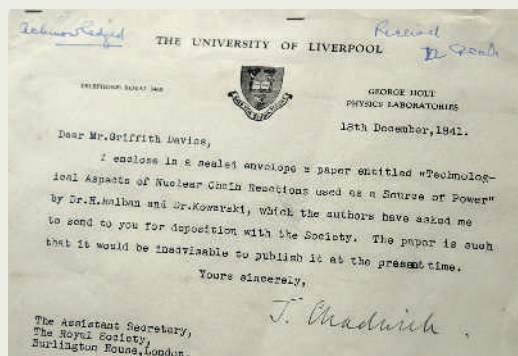 acknowledged
Received
THE UNIVERSITY OF LIVERPOOL
TELEPHONE: ROYAL
GEORGE HOLT
PHYSICS LABORATORIES
18th December, 1941.
Dear Mr. Griffith Davies,
I enclose in a sealed envelope a paper entitled "Technolog-
ical Aspects of Nuclear Chain Reactions used as a Source of Power"
by Dr. H. Halban and Dr. Kowarski, which the authors have asked me
to send to you for deposition with the Society. The paper is such
that it would be inadvisable to publish it at the present time.
Yours sincerely,
J. Chadwick.
The Assistant Secretary,
The Royal Society,
Burlington House, London.